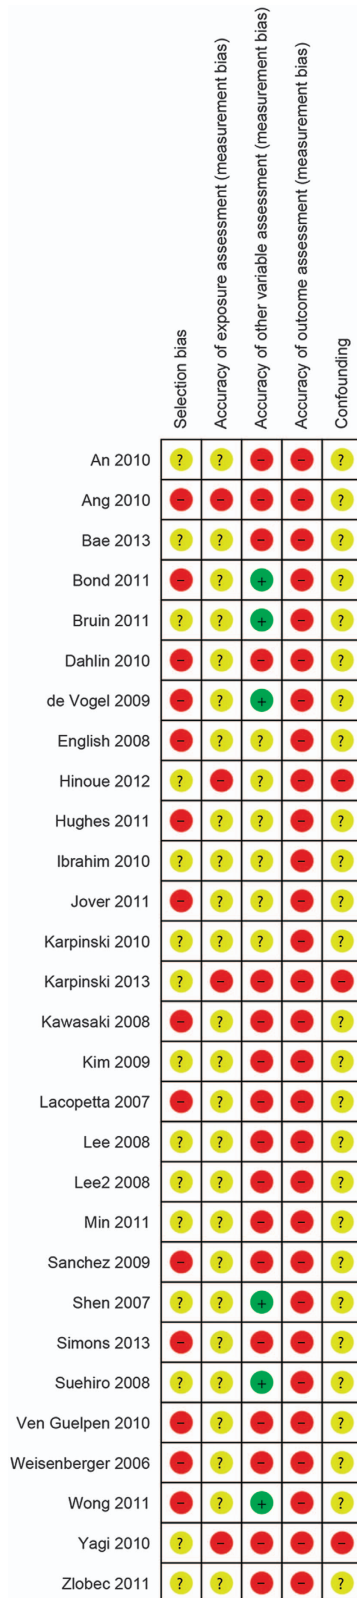 Selection bias
Accuracy of exposure assessment (measurement bias)
Accuracy of other variable assessment (measurement bias)
Accuracy of outcome assessment (measurement bias)
Confounding
An 2010 ? ? – – ?
Ang 2010 – – – – ?
Bae 2013 ? ? – – ?
Bond 2011 – ? + – ?
Bruin 2011 ? ? + – ?
Dahlin 2010 – ? – – ?
de Vogel 2009 – ? + – ?
English 2008 – ? ? – ?
Hinoue 2012 ? – ? – –
Hughes 2011 – ? ? – ?
Ibrahim 2010 ? ? ? – ?
Jover 2011 – ? ? – ?
Karpinski 2010 ? ? ? – ?
Karpinski 2013 ? – – – –
Kawasaki 2008 – ? – – ?
Kim 2009 ? ? – – ?
Lacopetta 2007 – ? – – ?
Lee 2008 ? ? – – ?
Lee2 2008 ? ? – – ?
Min 2011 ? ? – – ?
Sanchez 2009 – ? – – ?
Shen 2007 ? ? + – ?
Simons 2013 – ? – – ?
Suehiro 2008 ? ? + – ?
Ven Guelpen 2010 – ? – – ?
Weisenberger 2006 – ? – – ?
Wong 2011 – ? + – ?
Yagi 2010 ? – – – –
Zlobec 2011 ? ? – – ?